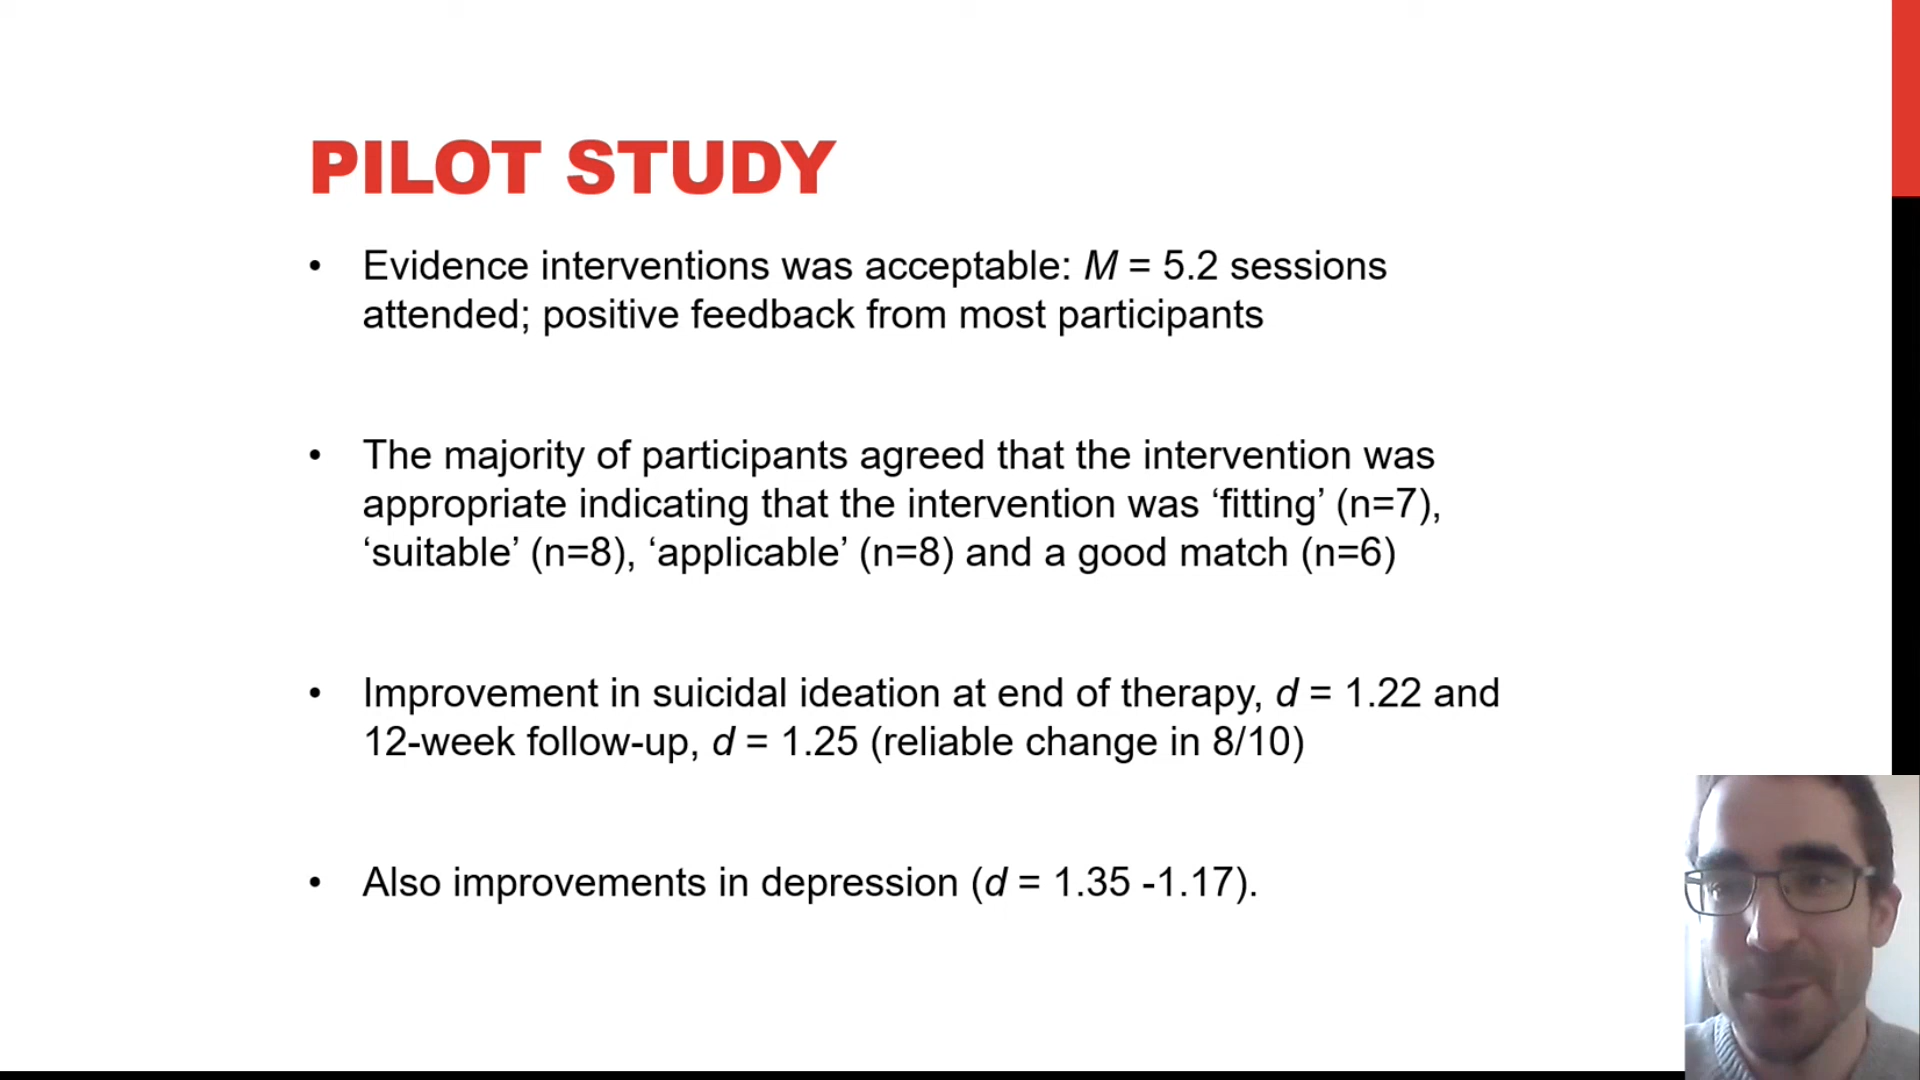 PILOT STUDY
• Evidence interventions was acceptable: M = 5.2 sessions
attended; positive feedback from most participants
• The majority of participants agreed that the intervention was
appropriate indicating that the intervention was ‘fitting’ (n=7),
‘suitable’ (n=8), ‘applicable’ (n=8) and a good match (n=6)
• Improvement in suicidal ideation at end of therapy, d = 1.22 and
12-week follow-up, d = 1.25 (reliable change in 8/10)
• Also improvements in depression (d = 1.35 -1.17).